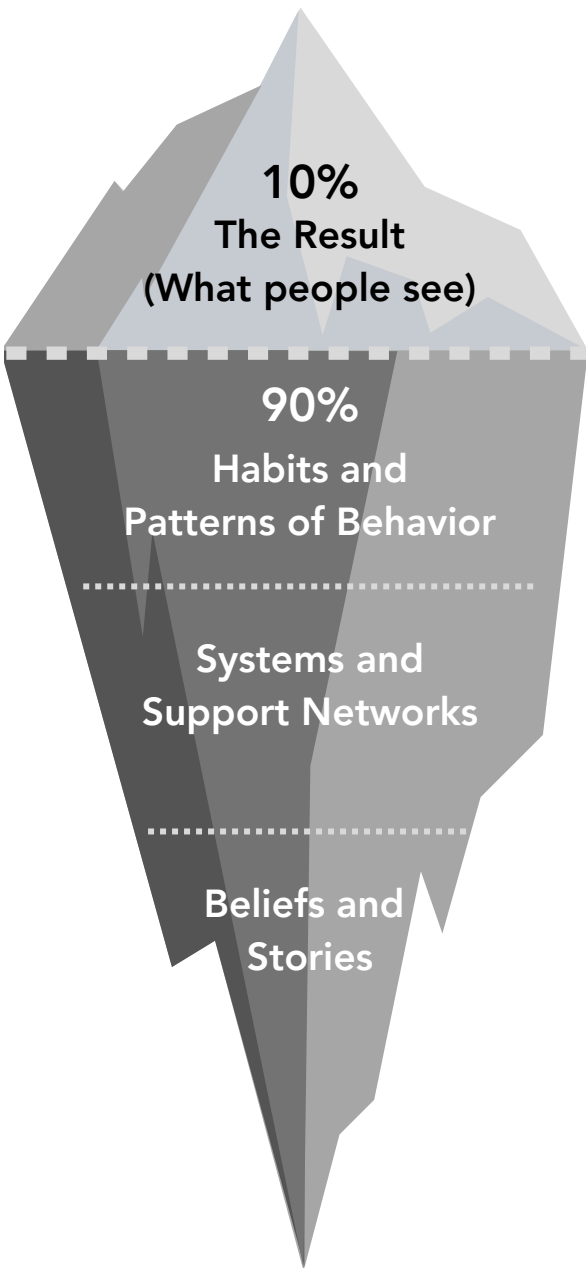 10%
The Result
(What people see)
90%
Habits and
Patterns of Behavior
Systems and
Support Networks
Beliefs and
Stories